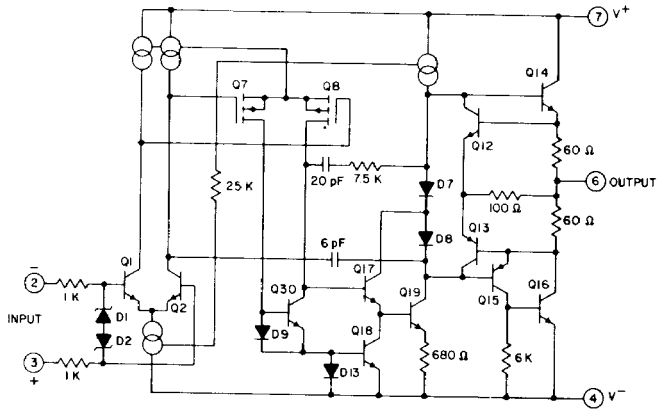 7 V+
Q7
Q8
Q14
Q12
60 Ω
25 K
20 pF
7.5 K
D7
100 Ω
6 OUTPUT
60 Ω
D8
Q13
6 pF
Q1
Q17
Q15
Q16
− 2
1 K
Q2
Q30
Q19
INPUT
D1
D2
D9
Q18
D13
680 Ω
6 K
3 +
1 K
4 V−